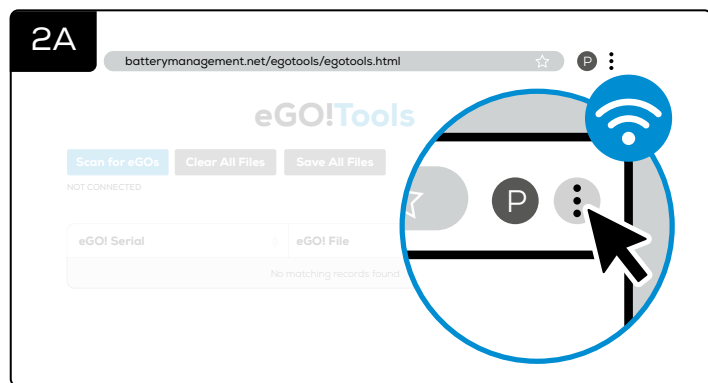 2A
batterymanagement.net/egotools/egotools.html
P
eGO!Tools
Scan for eGOs Clear All Files Save All Files
NOT CONNECTED
P
eGO! Serial eGO! File
No matching records found